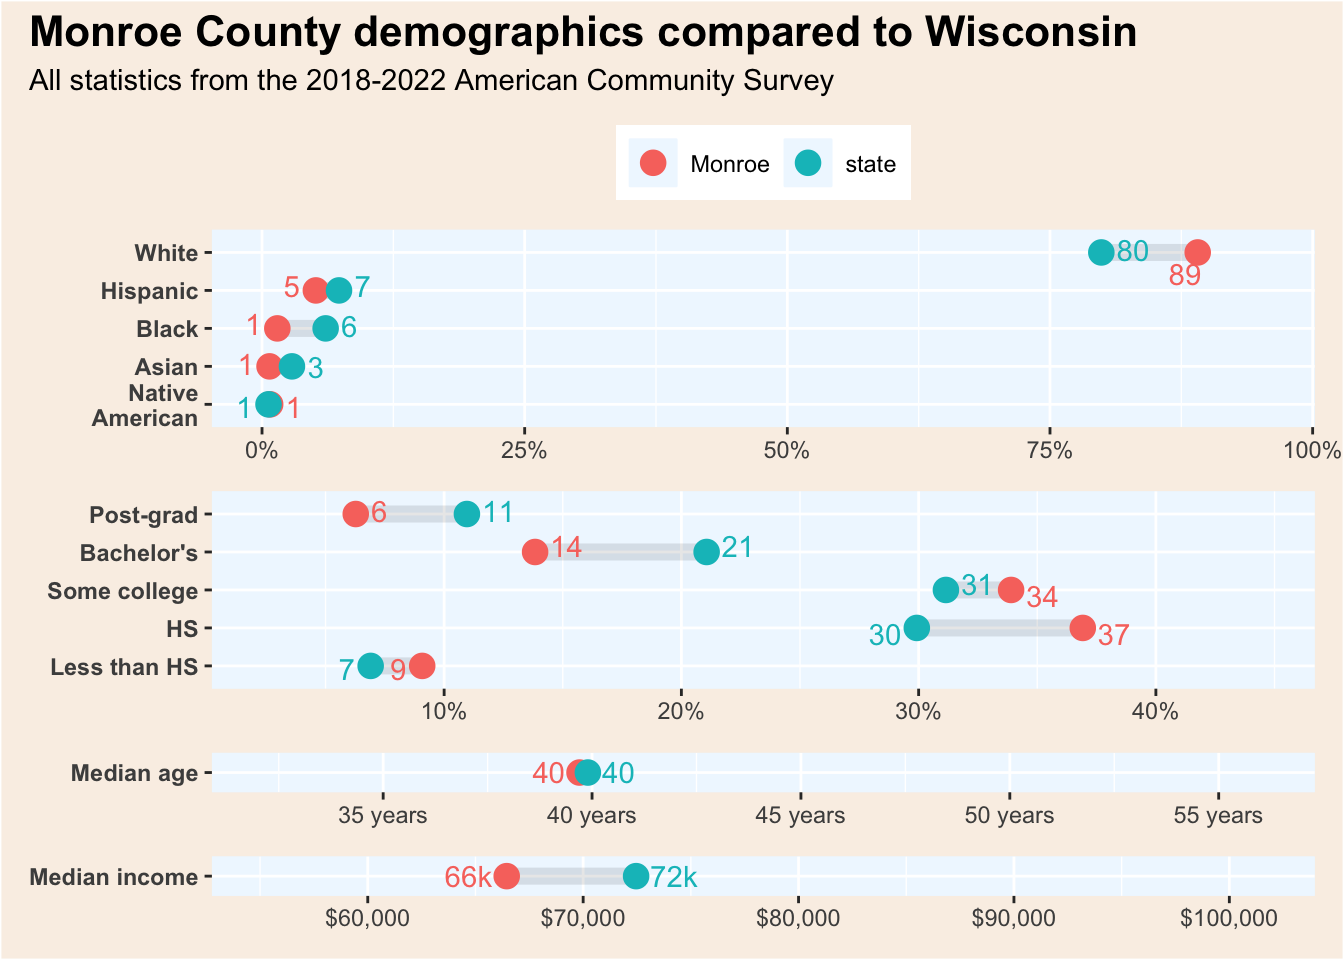 Monroe County demographics compared to Wisconsin
All statistics from the 2018-2022 American Community Survey
Monroe state
White 80 89
Hispanic 5 7
Black 1 6
Asian 1 3
Native
American 1 1
0% 25% 50% 75% 100%
Post-grad 6 11
Bachelor's 14 21
Some college 31 34
HS 30 37
Less than HS 7 9
10% 20% 30% 40%
Median age 40 40
35 years 40 years 45 years 50 years 55 years
Median income 66k 72k
$60,000 $70,000 $80,000 $90,000 $100,000